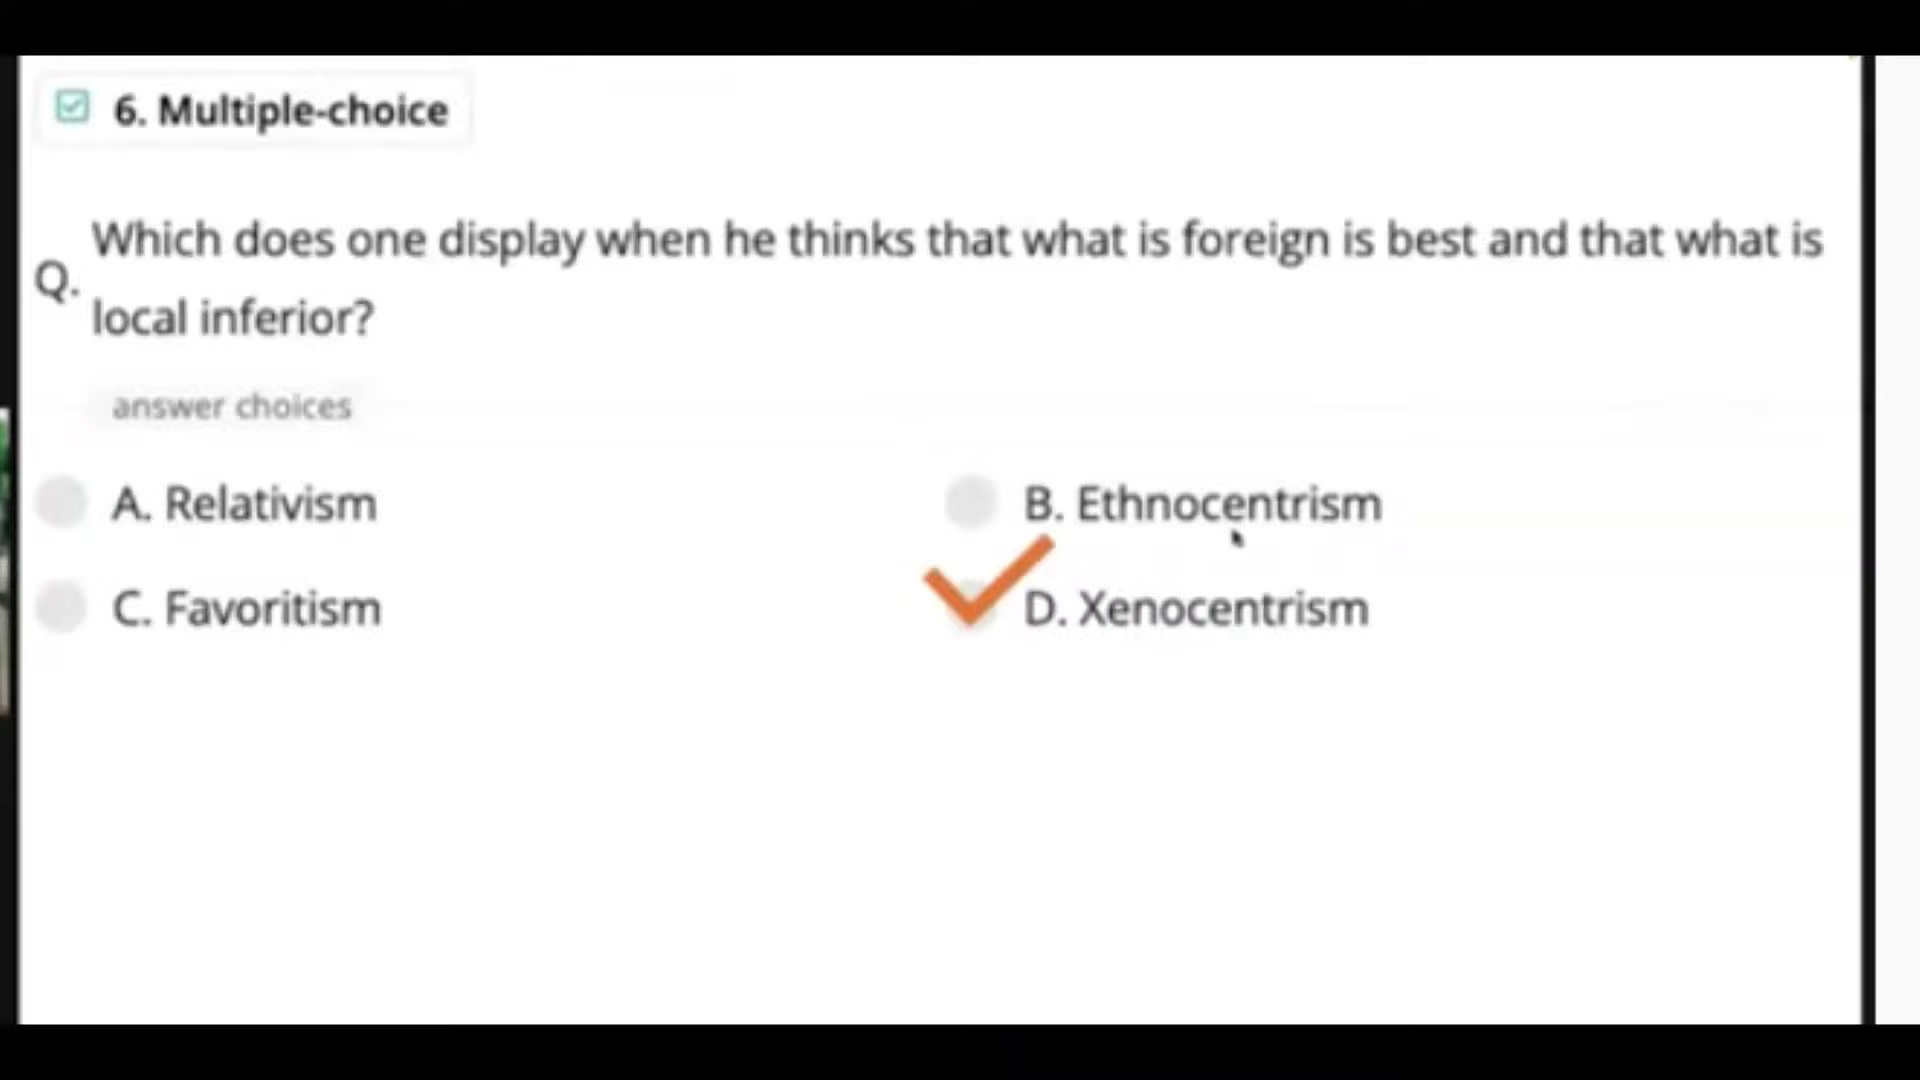 6. Multiple-choice
Which does one display when he thinks that what is foreign is best and that what is
Q.
local inferior?
answer choices
A. Relativism
B. Ethnocentrism
C. Favoritism
D. Xenocentrism